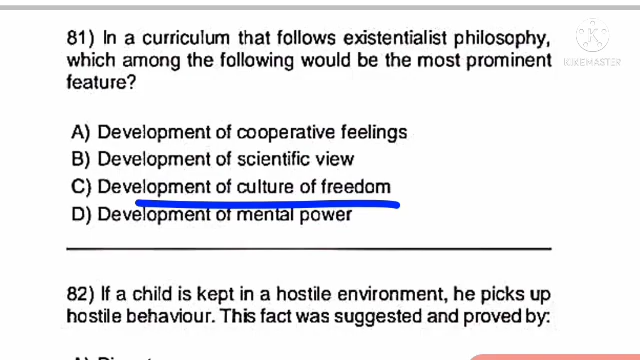 81) In a curriculum that follows existentialist philosophy,
which among the following would be the most prominent
feature?
A) Development of cooperative feelings
B) Development of scientific view
C) Development of culture of freedom
D) Development of mental power
82) If a child is kept in a hostile environment, he picks up
hostile behaviour. This fact was suggested and proved by:
KINEMASTER